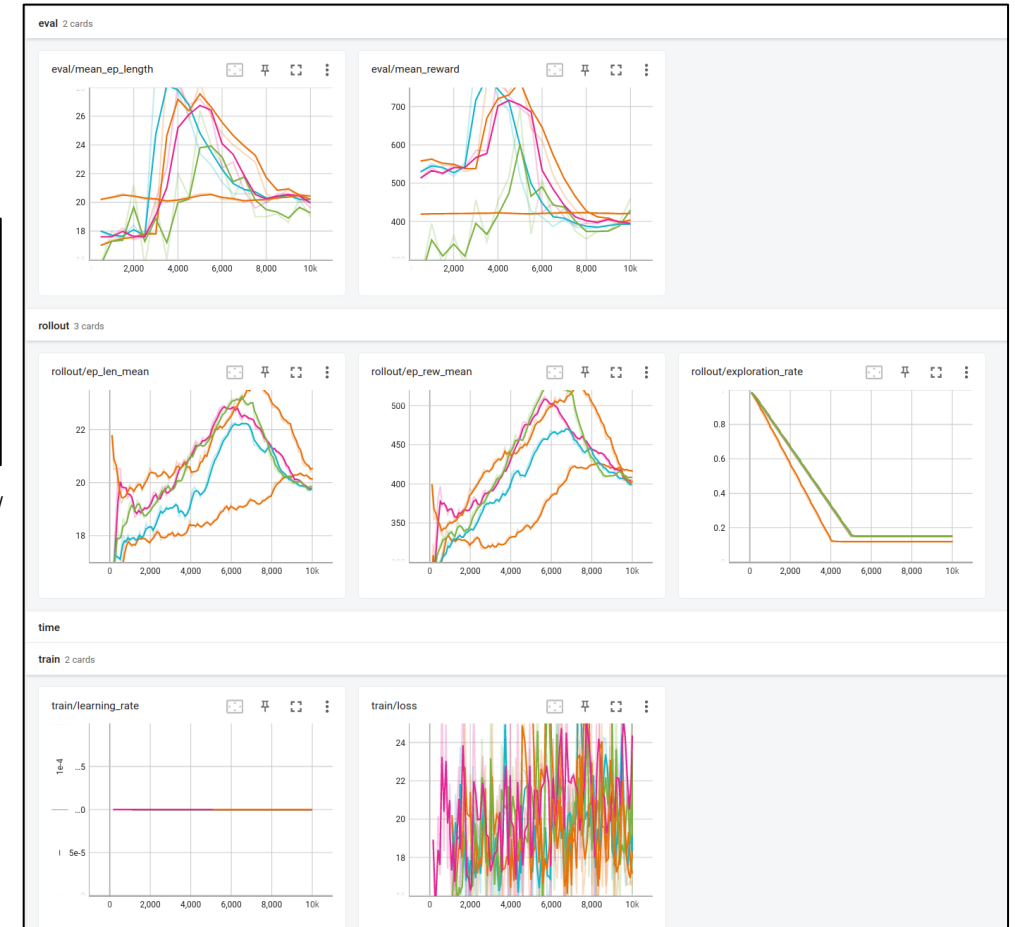 eval 2 cards
eval/mean_ep_length
26
24
22
20
18
2,000 4,000 6,000 8,000 10k
eval/mean_reward
700
600
500
400
2,000 4,000 6,000 8,000 10k
rollout 3 cards
rollout/ep_len_mean
22
20
18
0 2,000 4,000 6,000 8,000 10k
rollout/ep_rew_mean
500
450
400
350
0 2,000 4,000 6,000 8,000 10k
rollout/exploration_rate
0.8
0.6
0.4
0.2
0 2,000 4,000 6,000 8,000 10k
time
train 2 cards
train/learning_rate
1e-4
...5
...0
5e-5
0 2,000 4,000 6,000 8,000 10k
train/loss
24
22
20
18
0 2,000 4,000 6,000 8,000 10k